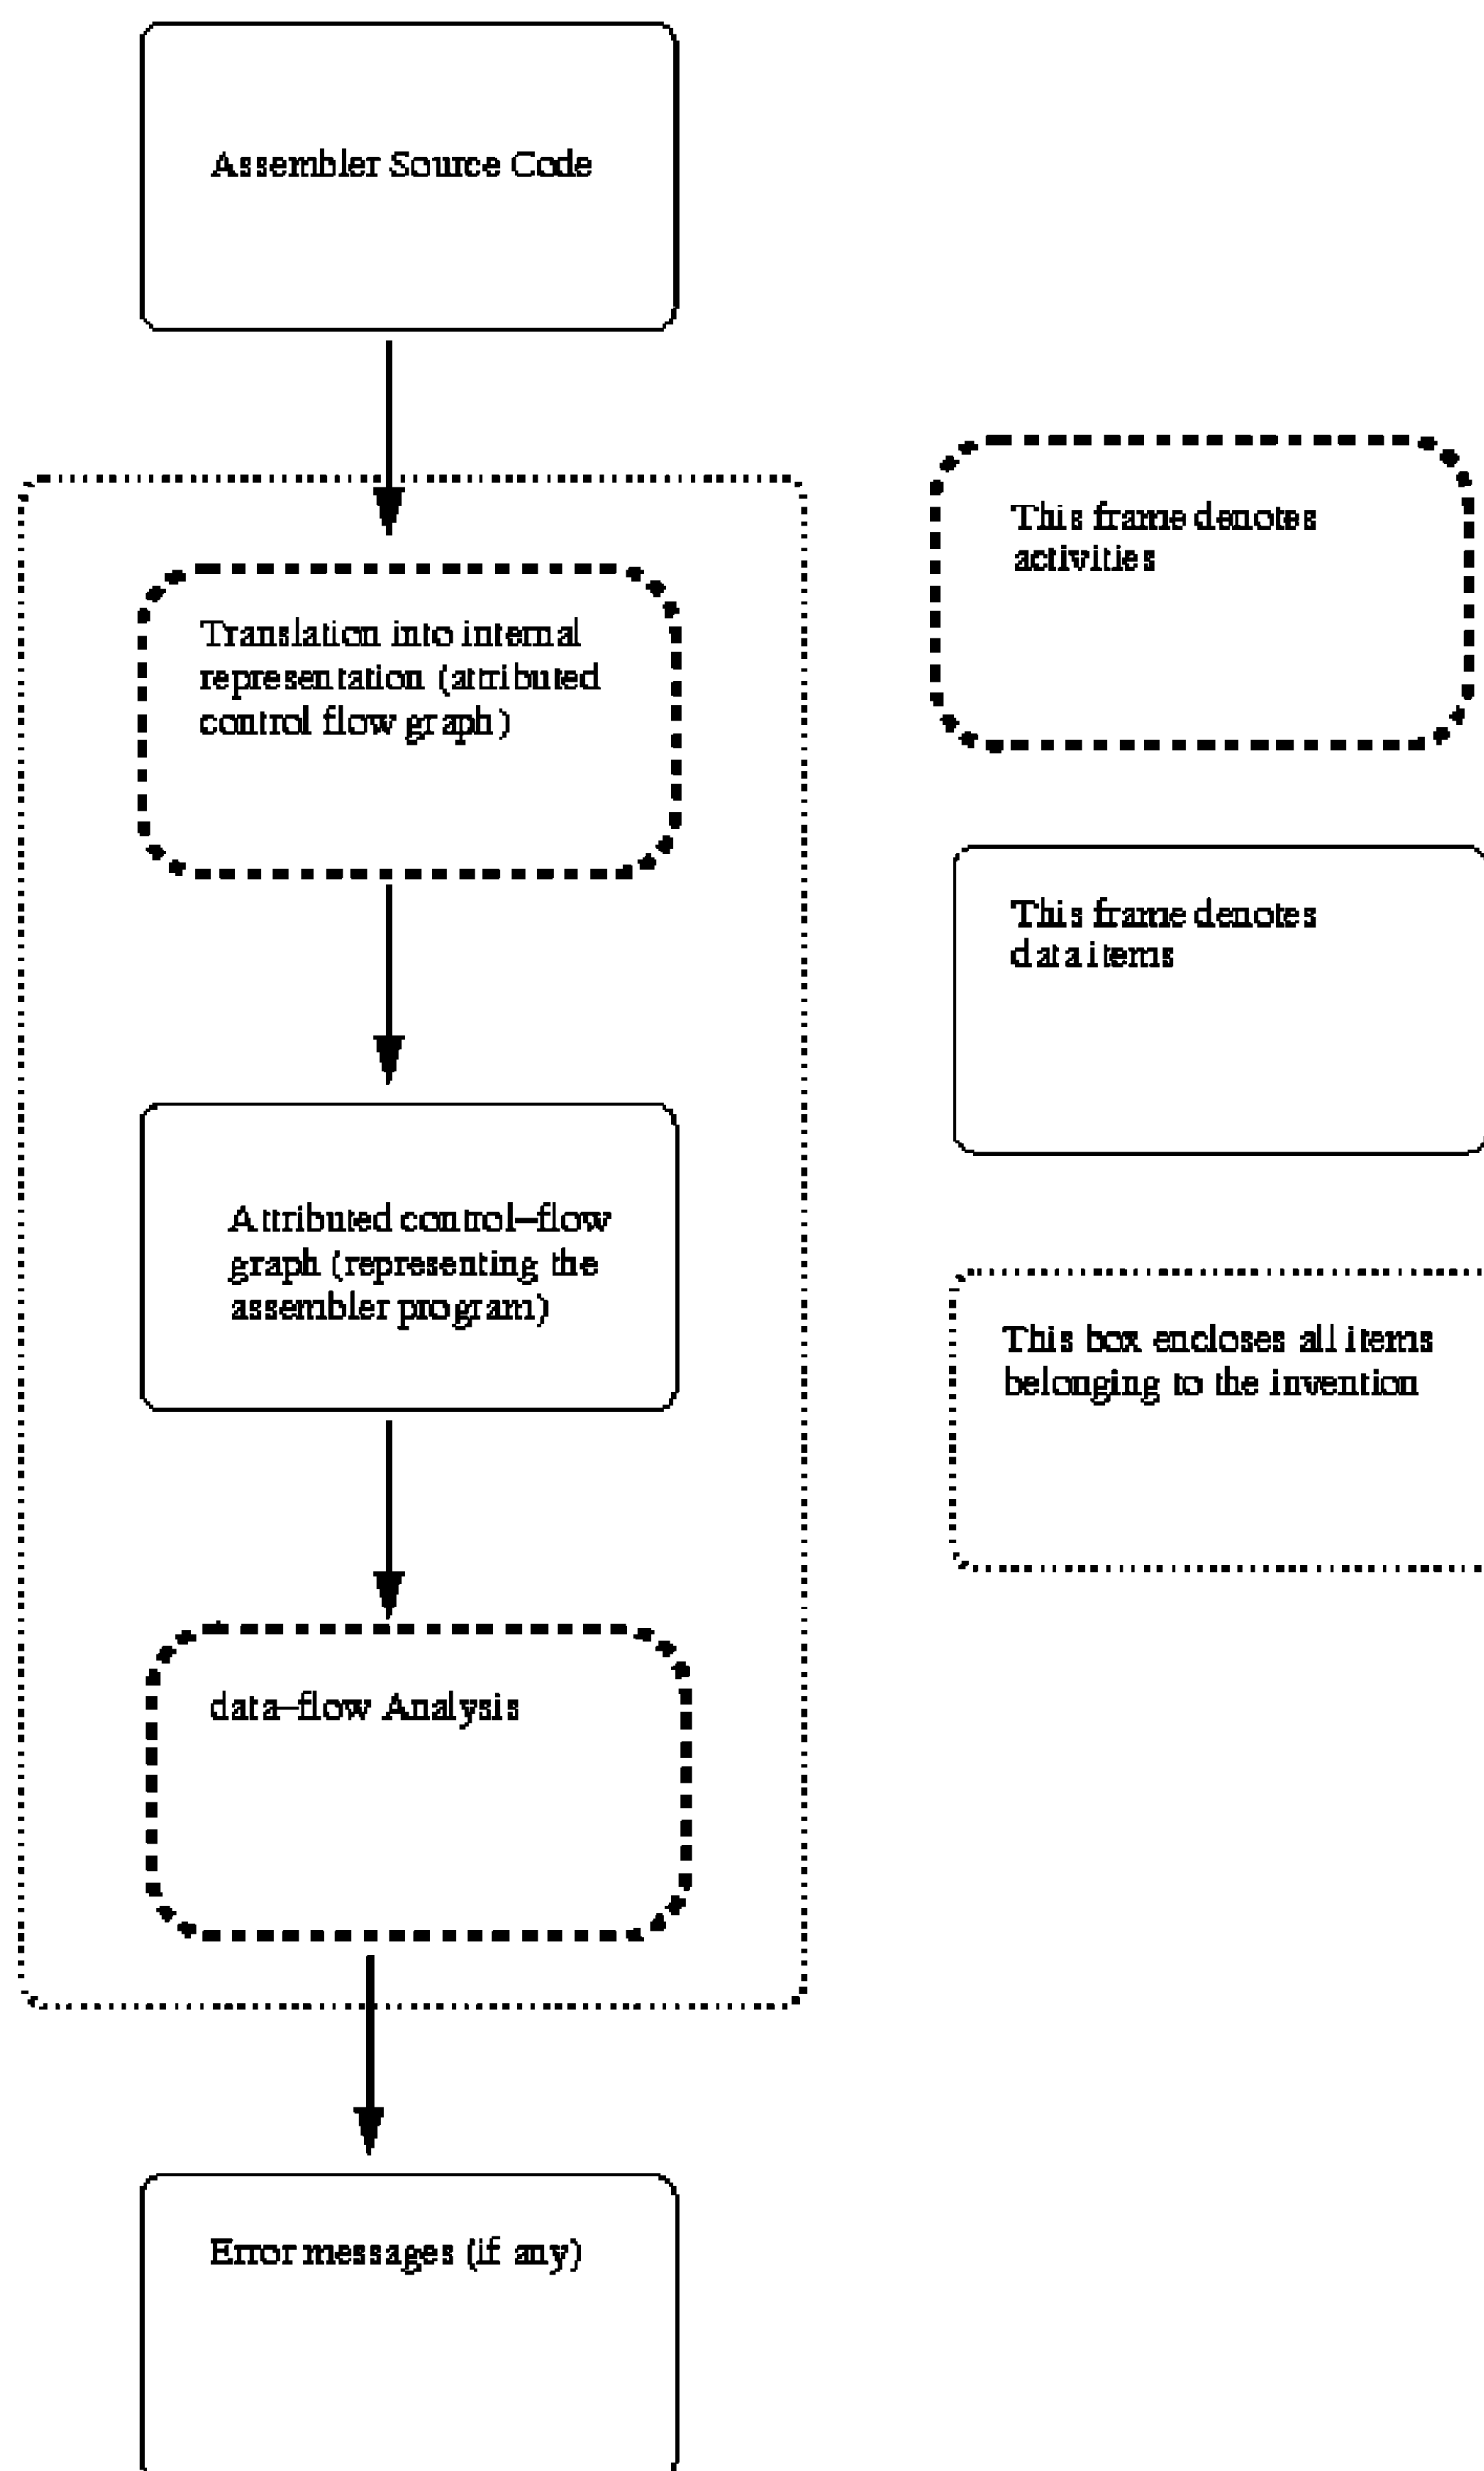 Assembler Source Code
Translation into internal
representation (attributed
control flow graph)
Attributed control–flow
graph (representing the
assembler program)
data–flow Analysis
Error messages (if any)
This frame denotes
activities
This frame denotes
data items
This box encloses all items
belonging to the invention